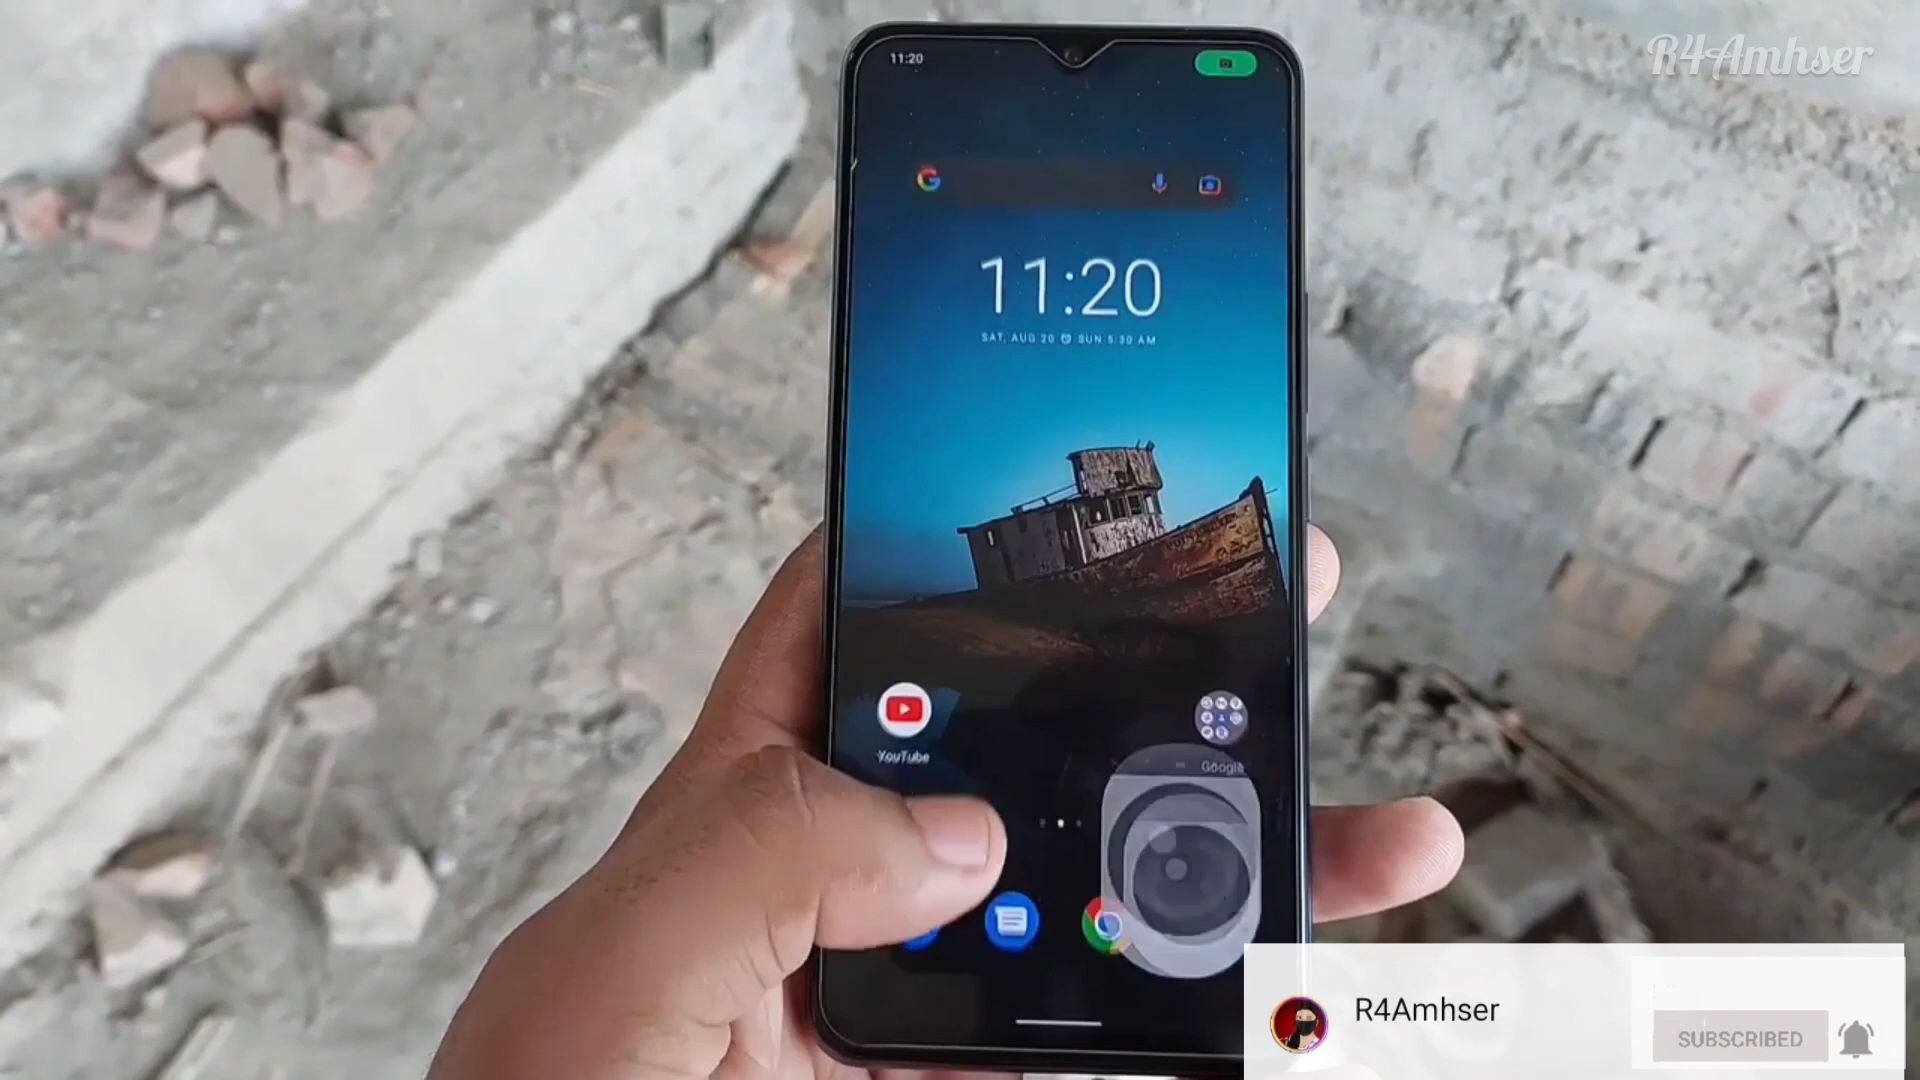 11:20
R4Amhser
11:20
SAT, AUG 20 SUN 5:30 AM
YouTube
Google
R4Amhser
SUBSCRIBED